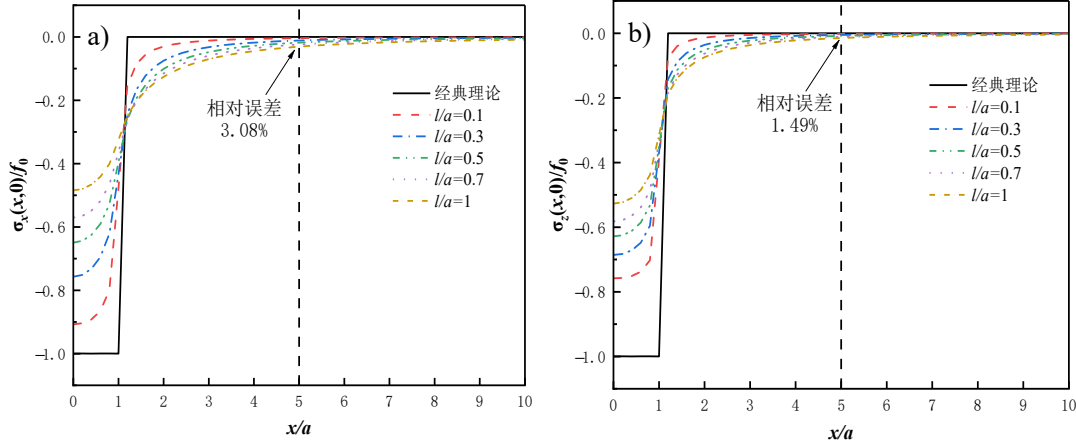 a)
σx(x,0)/f0
0.0
-0.2
-0.4
-0.6
-0.8
-1.0
相对误差
3.08%
经典理论
l/a=0.1
l/a=0.3
l/a=0.5
l/a=0.7
l/a=1
0 1 2 3 4 5 6 7 8 9 10
x/a
b)
σz(x,0)/f0
0.0
-0.2
-0.4
-0.6
-0.8
-1.0
相对误差
1.49%
经典理论
l/a=0.1
l/a=0.3
l/a=0.5
l/a=0.7
l/a=1
0 1 2 3 4 5 6 7 8 9 10
x/a